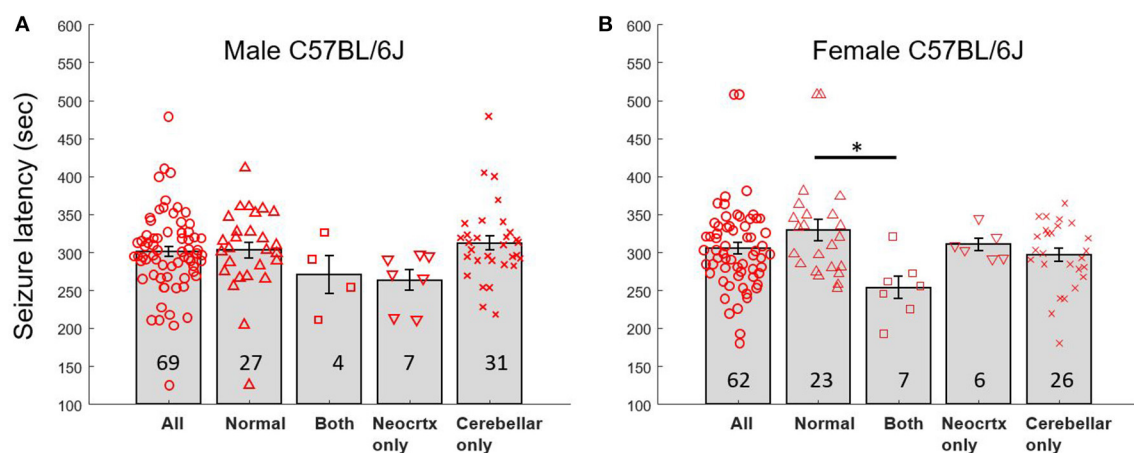 A
Male C57BL/6J
Seizure latency (sec)
600
550
500
450
400
350
300
250
200
150
100
69
27
4
7
31
All
Normal
Both
Neocrtx only
Cerebellar only
B
Female C57BL/6J
600
550
500
450
400
350
300
250
200
150
100
*
62
23
7
6
26
All
Normal
Both
Neocrtx only
Cerebellar only